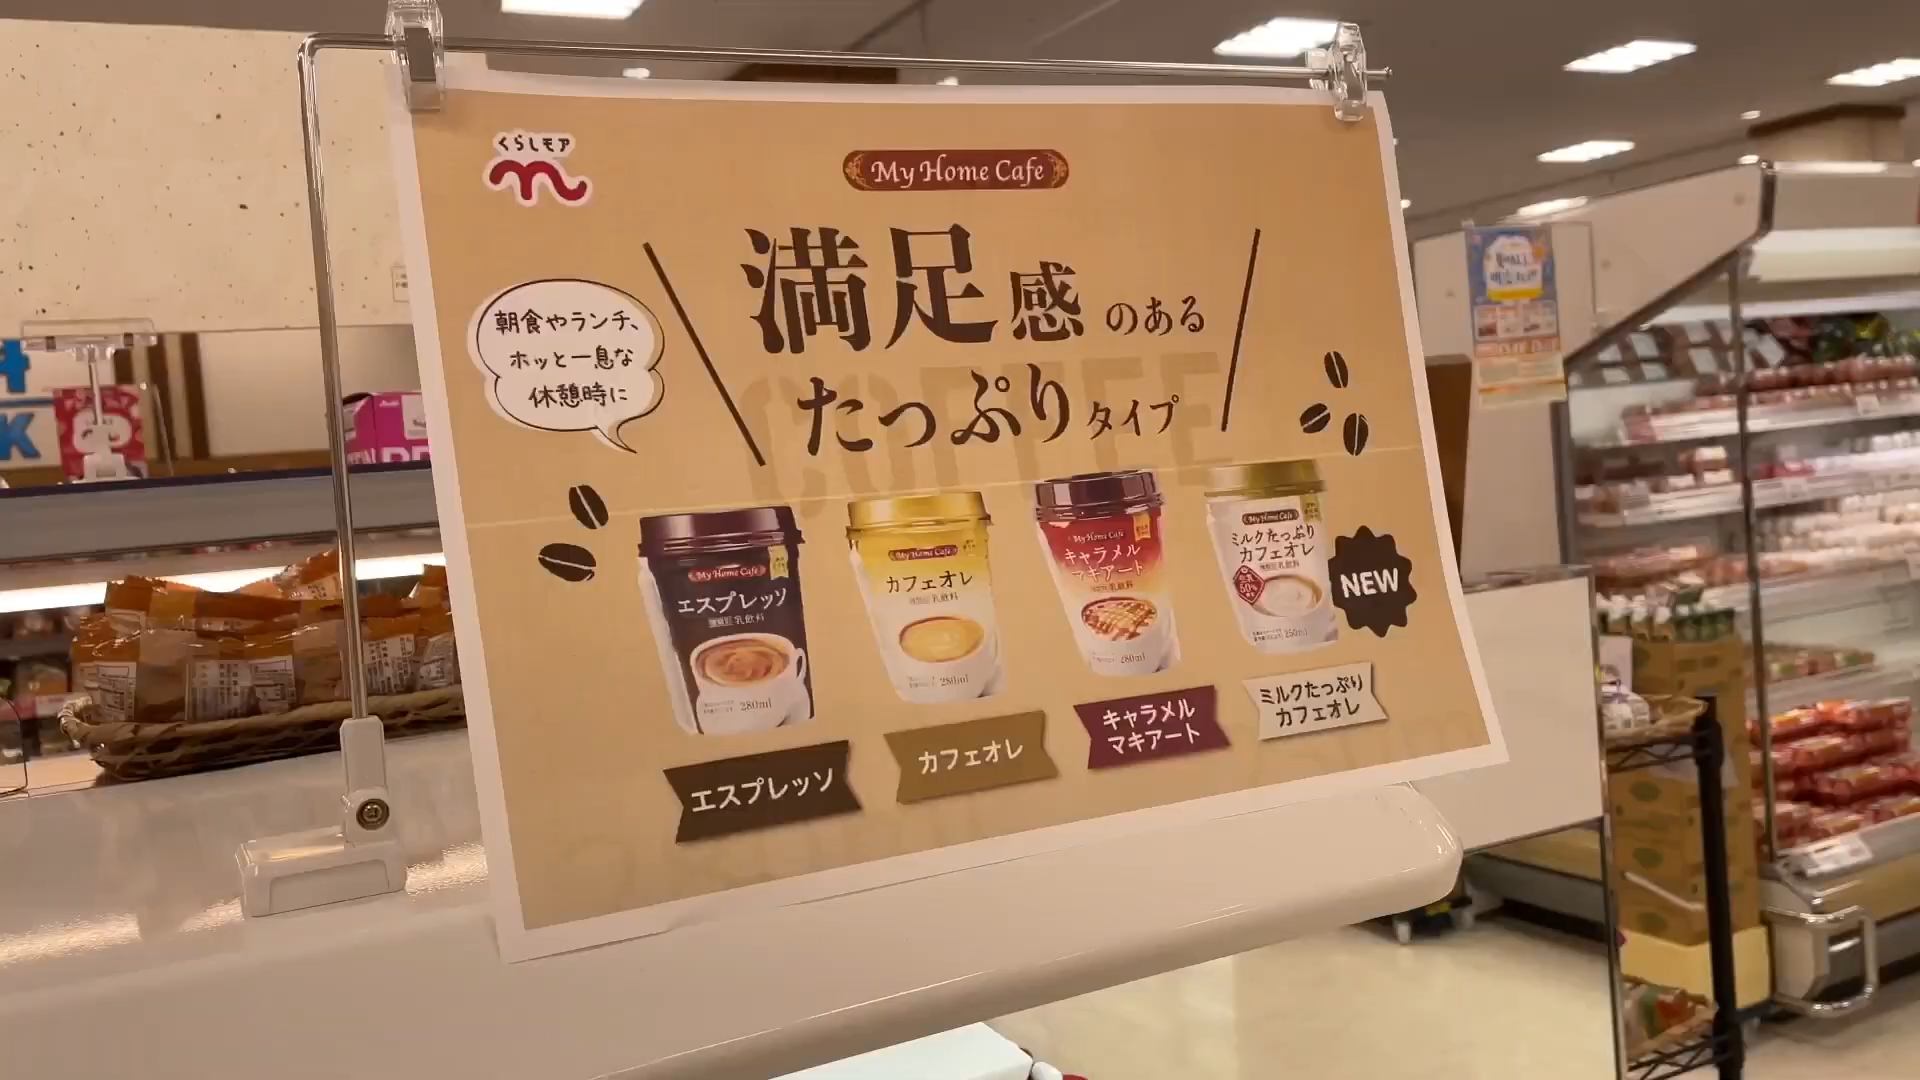 くらしモア
My Home Cafe
満足感のある
たっぷりタイプ
朝食やランチ、
ホッと一息な
休憩時に
COFFEE
My Home Cafe
エスプレッソ
乳飲料
280ml
My Home Cafe
カフェオレ
乳飲料
280ml
My Home Cafe
キャラメル
マキアート
乳飲料
280ml
My Home Cafe
ミルクたっぷり
カフェオレ
乳飲料
生乳
50%
250ml
NEW
エスプレッソ
カフェオレ
キャラメル
マキアート
ミルクたっぷり
カフェオレ